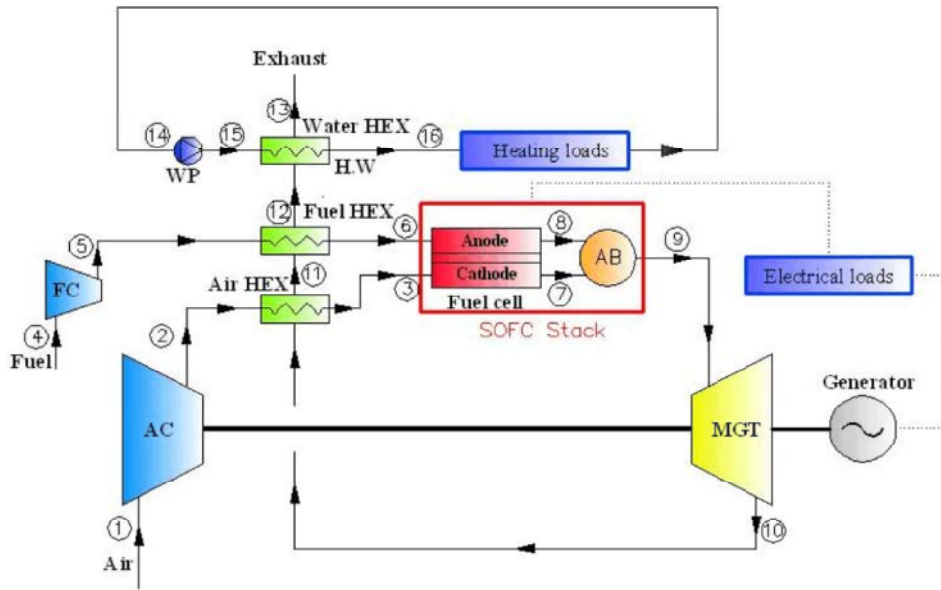 Exhaust
13
Water HEX
14
15
16
Heating loads
WP
H.W
12
Fuel HEX
6
8
5
Anode
9
AB
FC
Air HEX
11
3
Cathode
7
Electrical loads
Fuel cell
2
SOFC Stack
4
Fuel
Generator
AC
MGT
1
10
Air